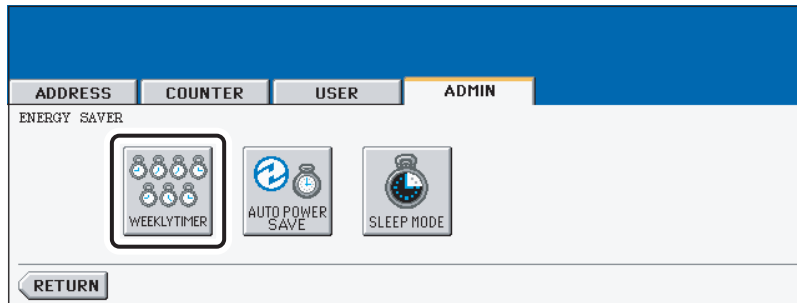 ADDRESS COUNTER USER ADMIN
ENERGY SAVER
WEEKLYTIMER
AUTO POWER
SAVE
SLEEP MODE
RETURN